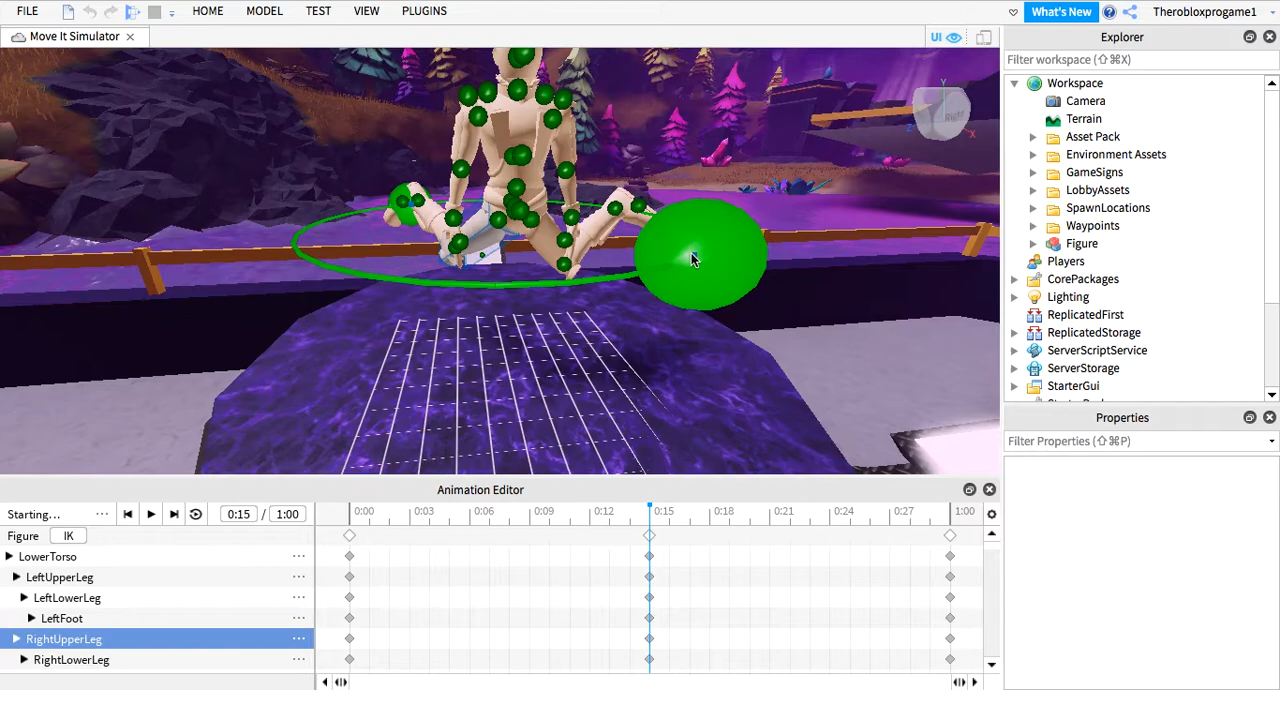 FILE HOME MODEL TEST VIEW PLUGINS What's New Therobloxprogame1
Move It Simulator UI Explorer
Filter workspace (⇧⌘X)
Workspace
Camera
Terrain
Asset Pack
Environment Assets
GameSigns
LobbyAssets
SpawnLocations
Waypoints
Figure
Players
CorePackages
Lighting
ReplicatedFirst
ReplicatedStorage
ServerScriptService
ServerStorage
StarterGui
Properties
Filter Properties (⇧⌘P)
Y
Right
Z X
Animation Editor
Starting... 0:15 / 1:00 0:00 0:03 0:06 0:09 0:12 0:15 0:18 0:21 0:24 0:27 1:00
Figure IK
LowerTorso
LeftUpperLeg
LeftLowerLeg
LeftFoot
RightUpperLeg
RightLowerLeg